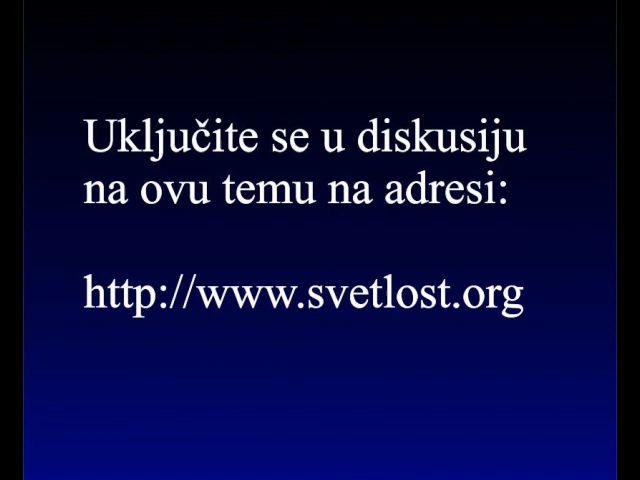 Uključite se u diskusiju
na ovu temu na adresi:
http://www.svetlost.org